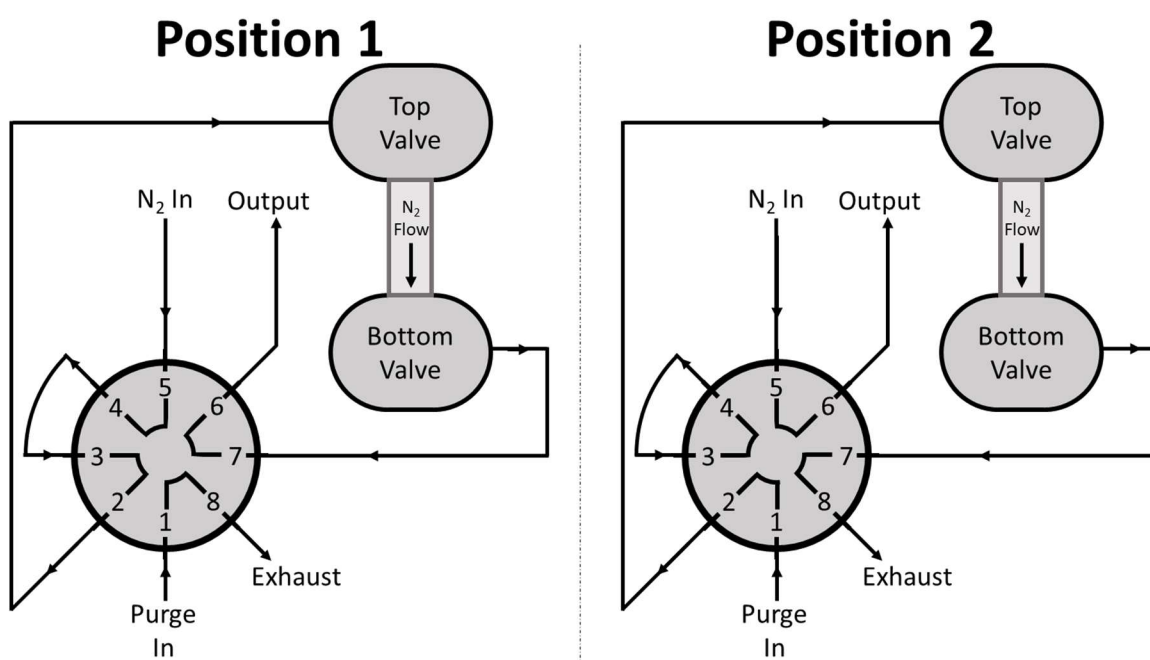 Position 1
Top
Valve
N₂ In
Output
N₂
Flow
Bottom
Valve
5
4
6
3
7
2
8
1
Exhaust
Purge
In
Position 2
Top
Valve
N₂ In
Output
N₂
Flow
Bottom
Valve
5
4
6
3
7
2
8
1
Exhaust
Purge
In